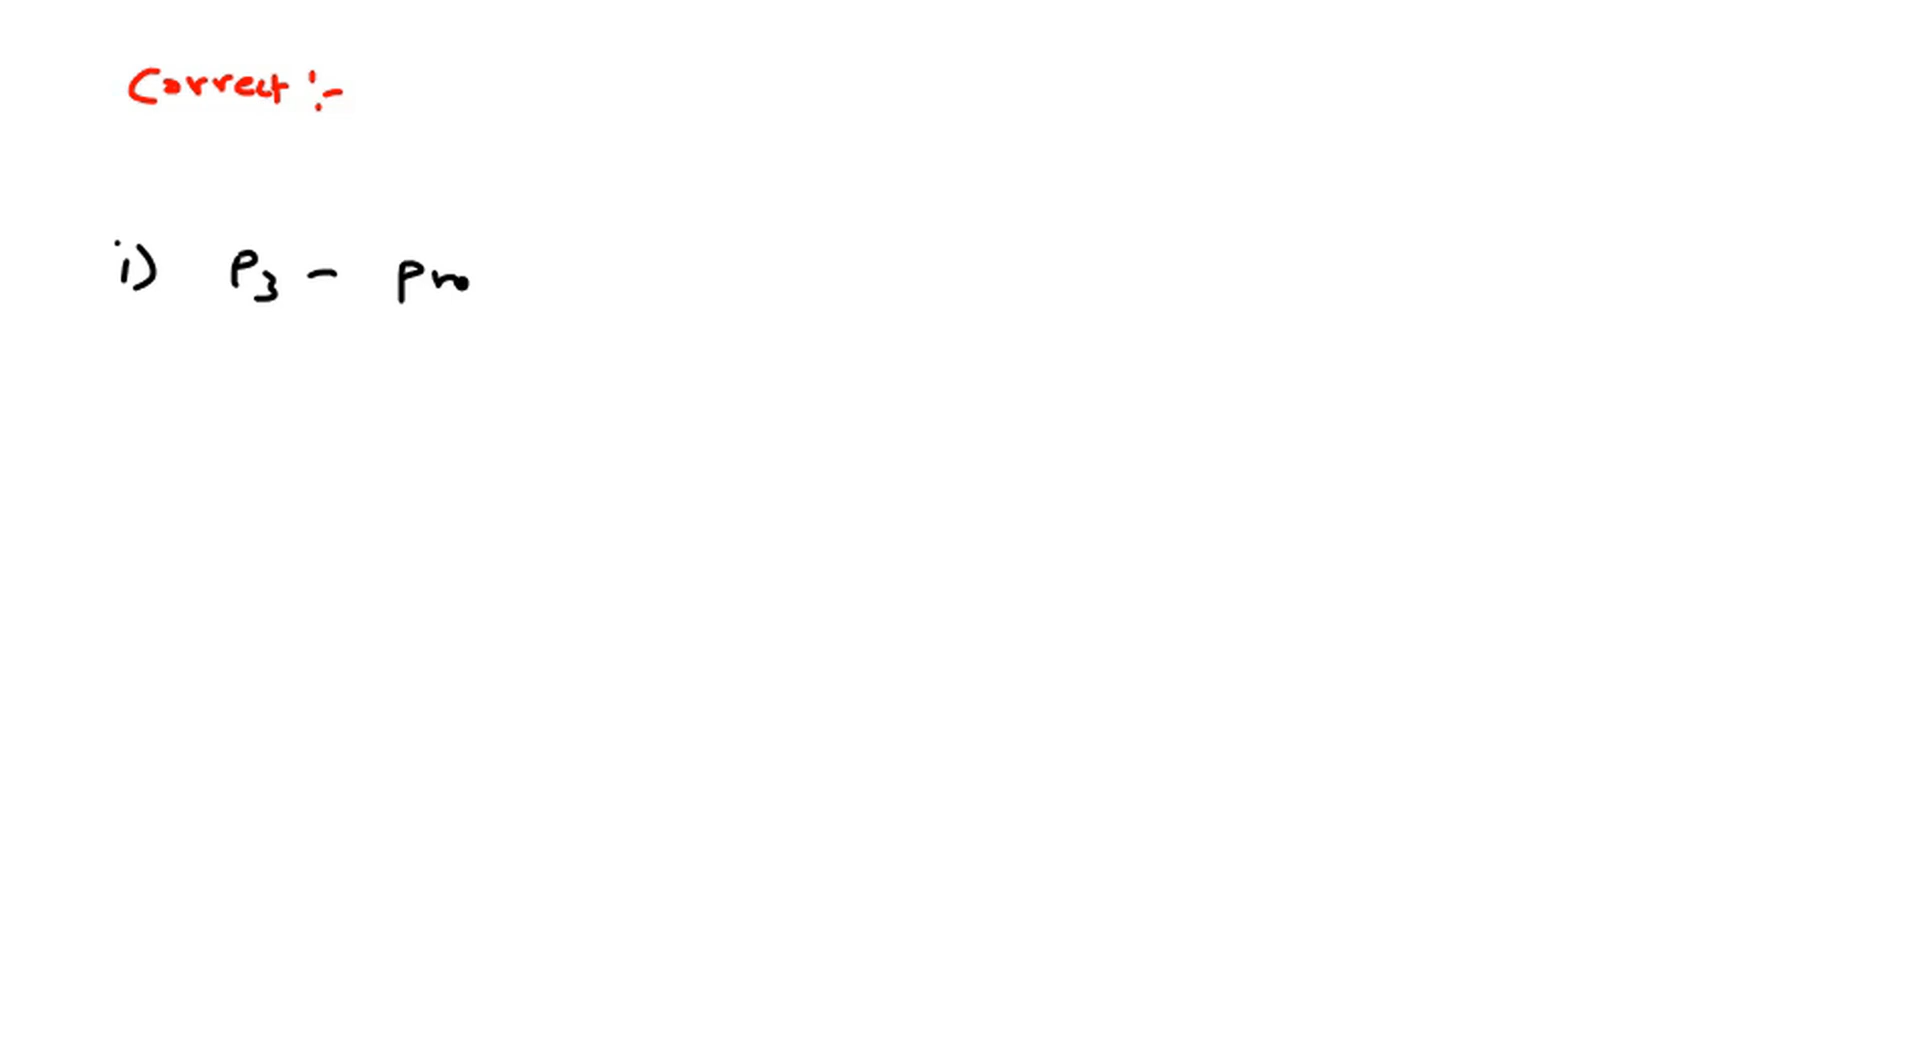 Correct :-
i) P₃ - Pro